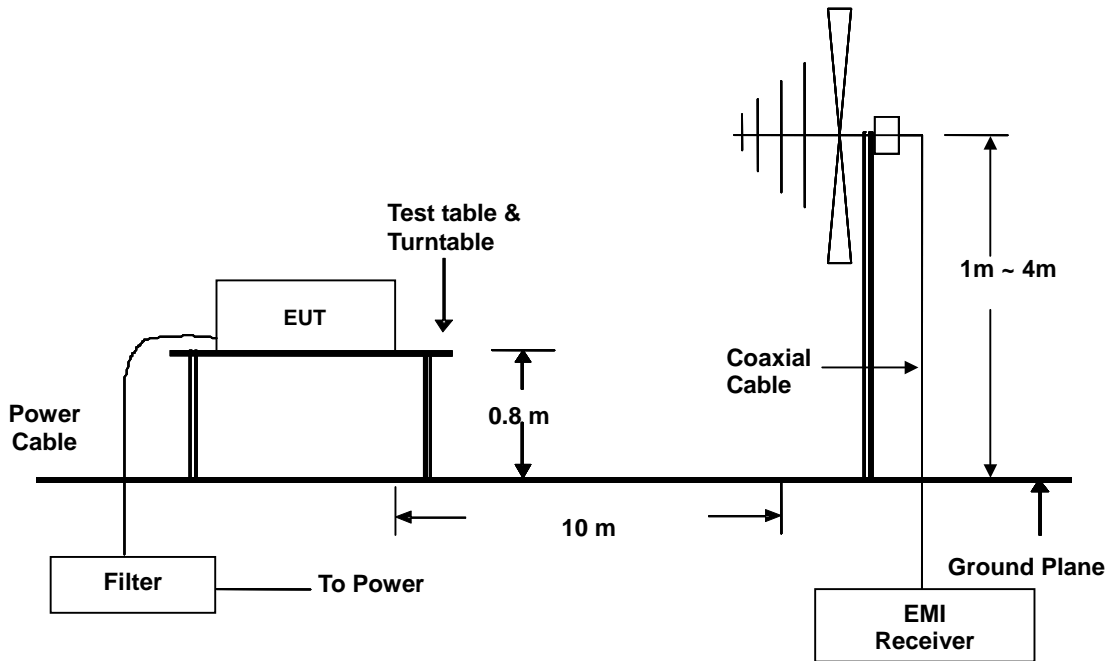 Test table &
Turntable
EUT
1m ~ 4m
Coaxial
Cable
0.8 m
Power
Cable
10 m
Filter
To Power
Ground Plane
EMI
Receiver